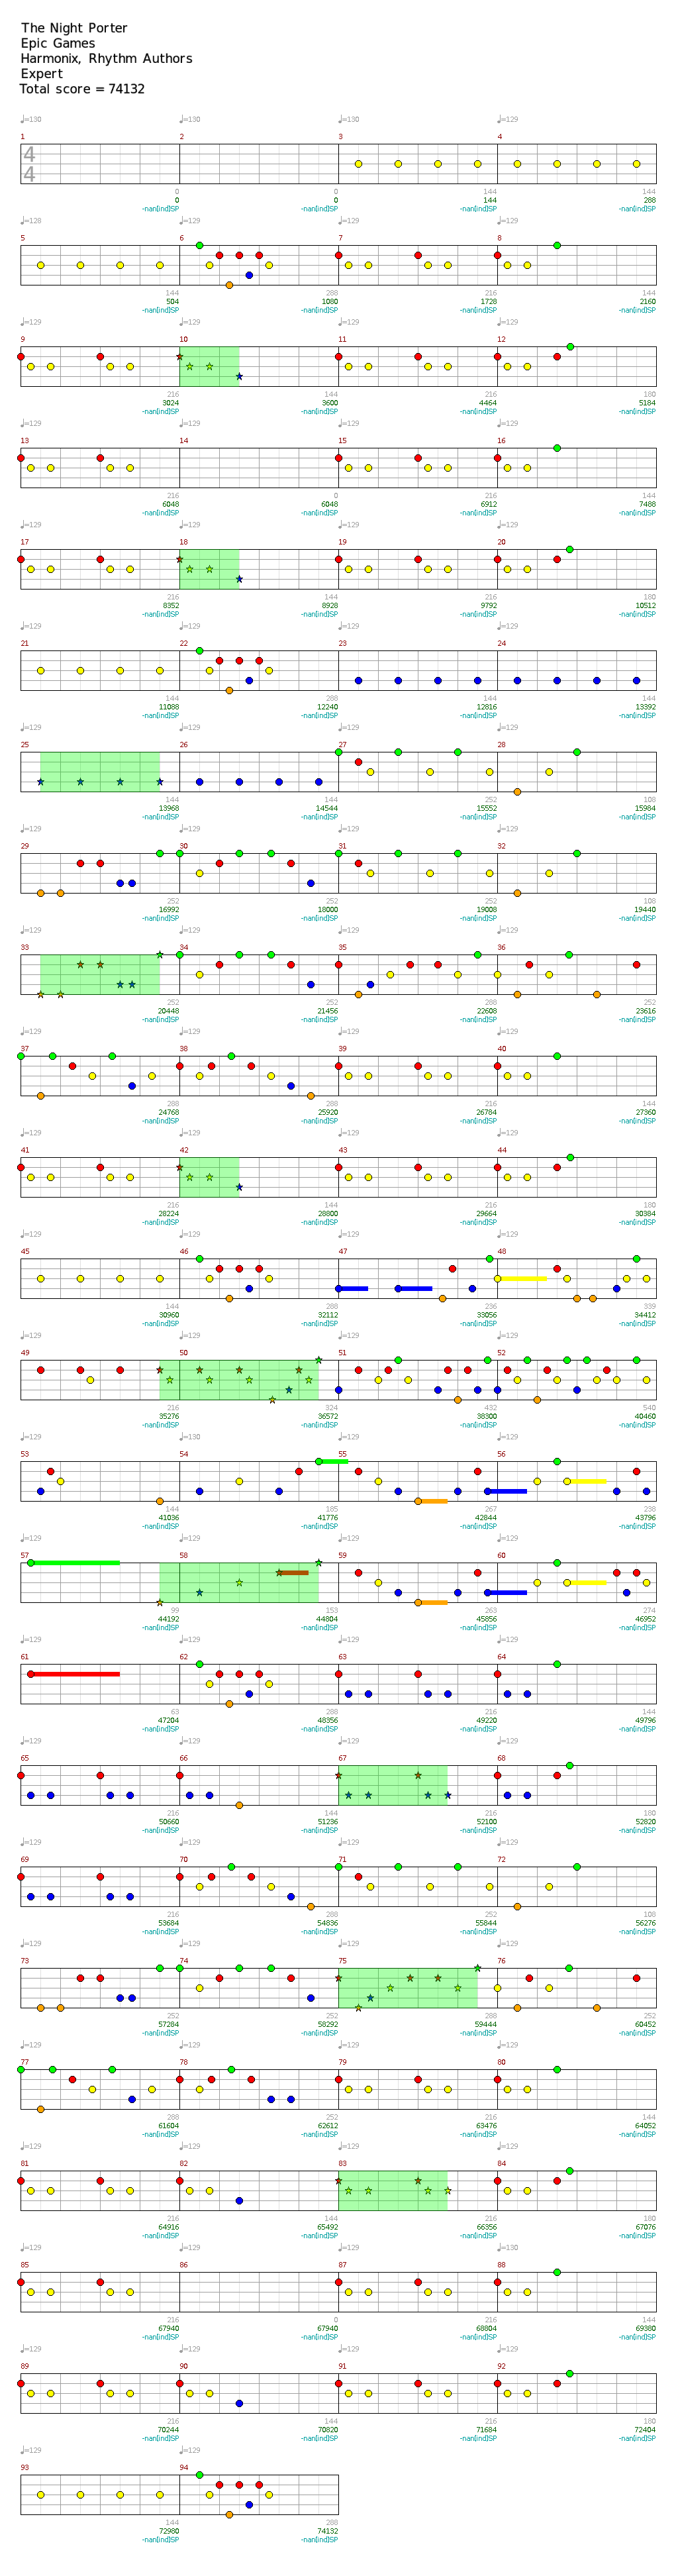 The Night Porter
Epic Games
Harmonix, Rhythm Authors
Expert
Total score = 74132
♩=130 ♩=130 ♩=130 ♩=129
1 2 3 4
4
4
0 0 144 144
0 0 144 288
-nan[ind]SP -nan[ind]SP -nan[ind]SP -nan[ind]SP
♩=128 ♩=129 ♩=129 ♩=129
5 6 7 8
144 288 216 144
504 1080 1728 2160
-nan[ind]SP -nan[ind]SP -nan[ind]SP -nan[ind]SP
♩=129 ♩=129 ♩=129 ♩=129
9 10 11 12
216 144 216 180
3024 3600 4464 5184
-nan[ind]SP -nan[ind]SP -nan[ind]SP -nan[ind]SP
♩=129 ♩=129 ♩=129 ♩=129
13 14 15 16
216 0 216 144
6048 6048 6912 7488
-nan[ind]SP -nan[ind]SP -nan[ind]SP -nan[ind]SP
♩=129 ♩=129 ♩=129 ♩=129
17 18 19 20
216 144 216 180
8352 8928 9792 10512
-nan[ind]SP -nan[ind]SP -nan[ind]SP -nan[ind]SP
♩=129 ♩=129 ♩=129 ♩=129
21 22 23 24
144 288 144 144
11088 12240 12816 13392
-nan[ind]SP -nan[ind]SP -nan[ind]SP -nan[ind]SP
♩=129 ♩=129 ♩=129 ♩=129
25 26 27 28
144 144 252 108
13968 14544 15552 15984
-nan[ind]SP -nan[ind]SP -nan[ind]SP -nan[ind]SP
♩=129 ♩=129 ♩=129 ♩=129
29 30 31 32
252 252 252 108
16992 18000 19008 19440
-nan[ind]SP -nan[ind]SP -nan[ind]SP -nan[ind]SP
♩=129 ♩=129 ♩=129 ♩=129
33 34 35 36
252 252 288 252
20448 21456 22608 23616
-nan[ind]SP -nan[ind]SP -nan[ind]SP -nan[ind]SP
♩=129 ♩=129 ♩=129 ♩=129
37 38 39 40
288 288 216 144
24768 25920 26784 27360
-nan[ind]SP -nan[ind]SP -nan[ind]SP -nan[ind]SP
♩=129 ♩=129 ♩=129 ♩=129
41 42 43 44
216 144 216 180
28224 28800 29664 30384
-nan[ind]SP -nan[ind]SP -nan[ind]SP -nan[ind]SP
♩=129 ♩=129 ♩=129 ♩=129
45 46 47 48
144 288 236 339
30960 32112 33056 34412
-nan[ind]SP -nan[ind]SP -nan[ind]SP -nan[ind]SP
♩=129 ♩=129 ♩=129 ♩=129
49 50 51 52
216 324 432 540
35276 36572 38300 40460
-nan[ind]SP -nan[ind]SP -nan[ind]SP -nan[ind]SP
♩=129 ♩=130 ♩=129 ♩=129
53 54 55 56
144 185 267 238
41036 41776 42844 43796
-nan[ind]SP -nan[ind]SP -nan[ind]SP -nan[ind]SP
♩=129 ♩=129 ♩=129 ♩=129
57 58 59 60
99 153 263 274
44192 44804 45856 46952
-nan[ind]SP -nan[ind]SP -nan[ind]SP -nan[ind]SP
♩=129 ♩=129 ♩=129 ♩=129
61 62 63 64
63 288 216 144
47204 48356 49220 49796
-nan[ind]SP -nan[ind]SP -nan[ind]SP -nan[ind]SP
♩=129 ♩=129 ♩=129 ♩=129
65 66 67 68
216 144 216 180
50660 51236 52100 52820
-nan[ind]SP -nan[ind]SP -nan[ind]SP -nan[ind]SP
♩=129 ♩=129 ♩=129 ♩=129
69 70 71 72
216 288 252 108
53684 54836 55844 56276
-nan[ind]SP -nan[ind]SP -nan[ind]SP -nan[ind]SP
♩=129 ♩=129 ♩=129 ♩=129
73 74 75 76
252 252 288 252
57284 58292 59444 60452
-nan[ind]SP -nan[ind]SP -nan[ind]SP -nan[ind]SP
♩=129 ♩=129 ♩=129 ♩=129
77 78 79 80
288 252 216 144
61604 62612 63476 64052
-nan[ind]SP -nan[ind]SP -nan[ind]SP -nan[ind]SP
♩=129 ♩=129 ♩=129 ♩=129
81 82 83 84
216 144 216 180
64916 65492 66356 67076
-nan[ind]SP -nan[ind]SP -nan[ind]SP -nan[ind]SP
♩=129 ♩=129 ♩=129 ♩=130
85 86 87 88
216 0 216 144
67940 67940 68804 69380
-nan[ind]SP -nan[ind]SP -nan[ind]SP -nan[ind]SP
♩=129 ♩=129 ♩=129 ♩=129
89 90 91 92
216 144 216 180
70244 70820 71684 72404
-nan[ind]SP -nan[ind]SP -nan[ind]SP -nan[ind]SP
♩=129 ♩=129
93 94
144 288
72980 74132
-nan[ind]SP -nan[ind]SP